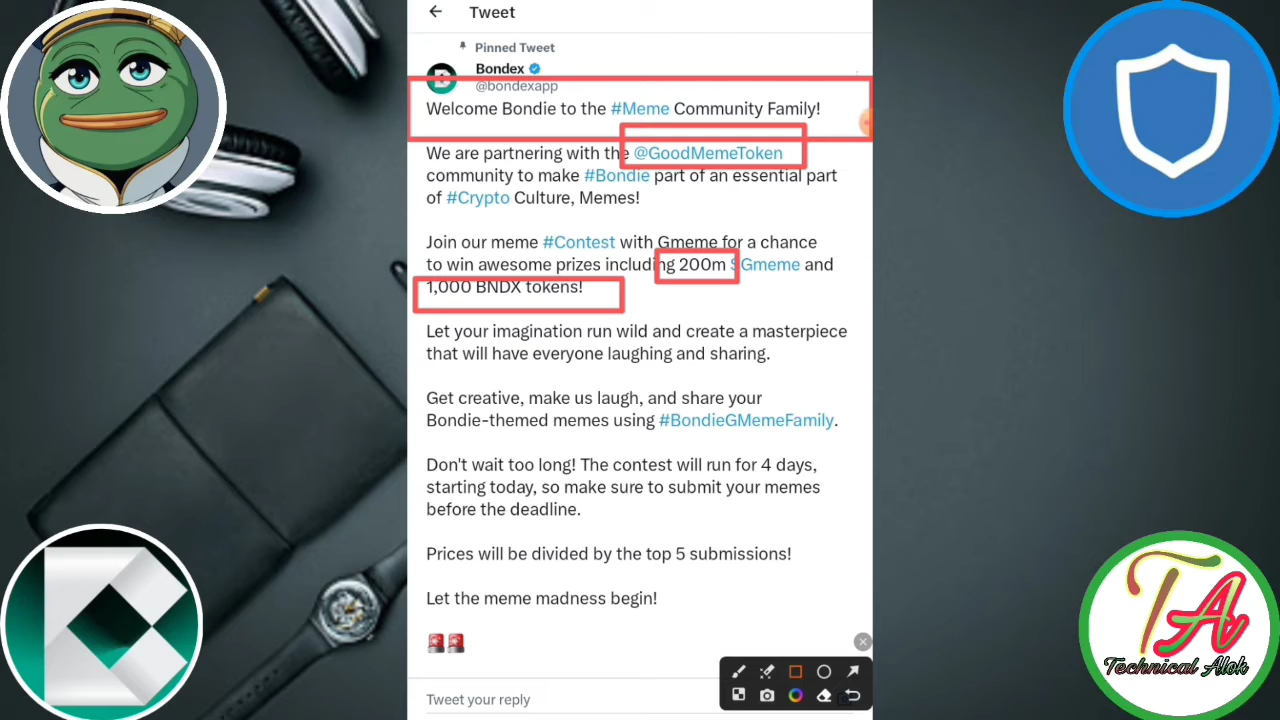 Tweet
Pinned Tweet
Bondex
@bondexapp
Welcome Bondie to the #Meme Community Family!
We are partnering with the @GoodMemeToken
community to make #Bondie part of an essential part
of #Crypto Culture, Memes!
Join our meme #Contest with Gmeme for a chance
to win awesome prizes including 200m $Gmeme and
1,000 BNDX tokens!
Let your imagination run wild and create a masterpiece
that will have everyone laughing and sharing.
Get creative, make us laugh, and share your
Bondie-themed memes using #BondieGMemeFamily.
Don't wait too long! The contest will run for 4 days,
starting today, so make sure to submit your memes
before the deadline.
Prices will be divided by the top 5 submissions!
Let the meme madness begin!
Tweet your reply
TA
Technical Alok